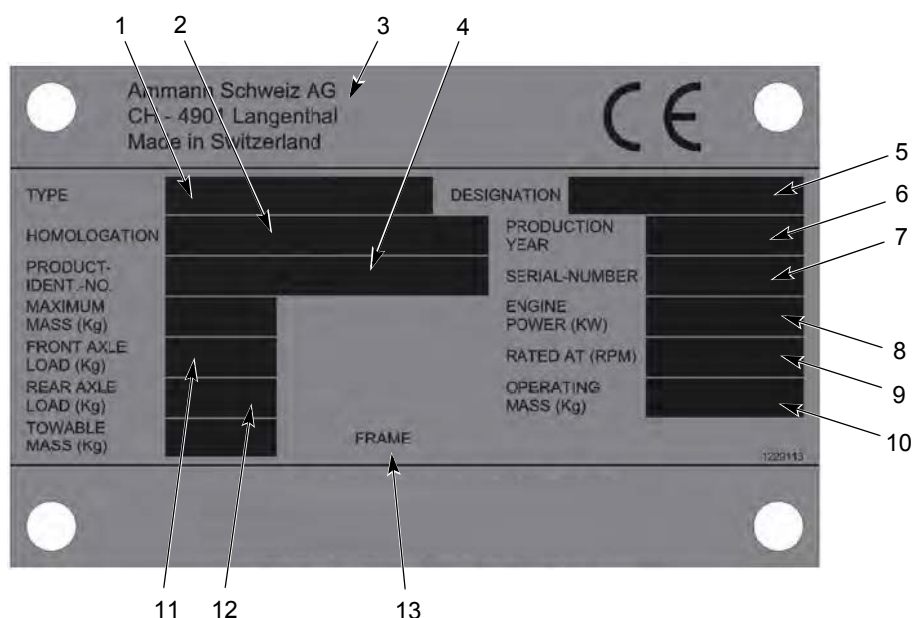 1 2 3 4
Ammann Schweiz AG
CH - 4901 Langenthal
Made in Switzerland
CE
TYPE
DESIGNATION
5
HOMOLOGATION
PRODUCTION
YEAR
6
PRODUCT-
IDENT.-NO.
SERIAL-NUMBER
7
MAXIMUM
MASS (Kg)
ENGINE
POWER (KW)
8
FRONT AXLE
LOAD (Kg)
RATED AT (RPM)
9
REAR AXLE
LOAD (Kg)
OPERATING
MASS (Kg)
10
TOWABLE
MASS (Kg)
FRAME
1229113
11 12 13